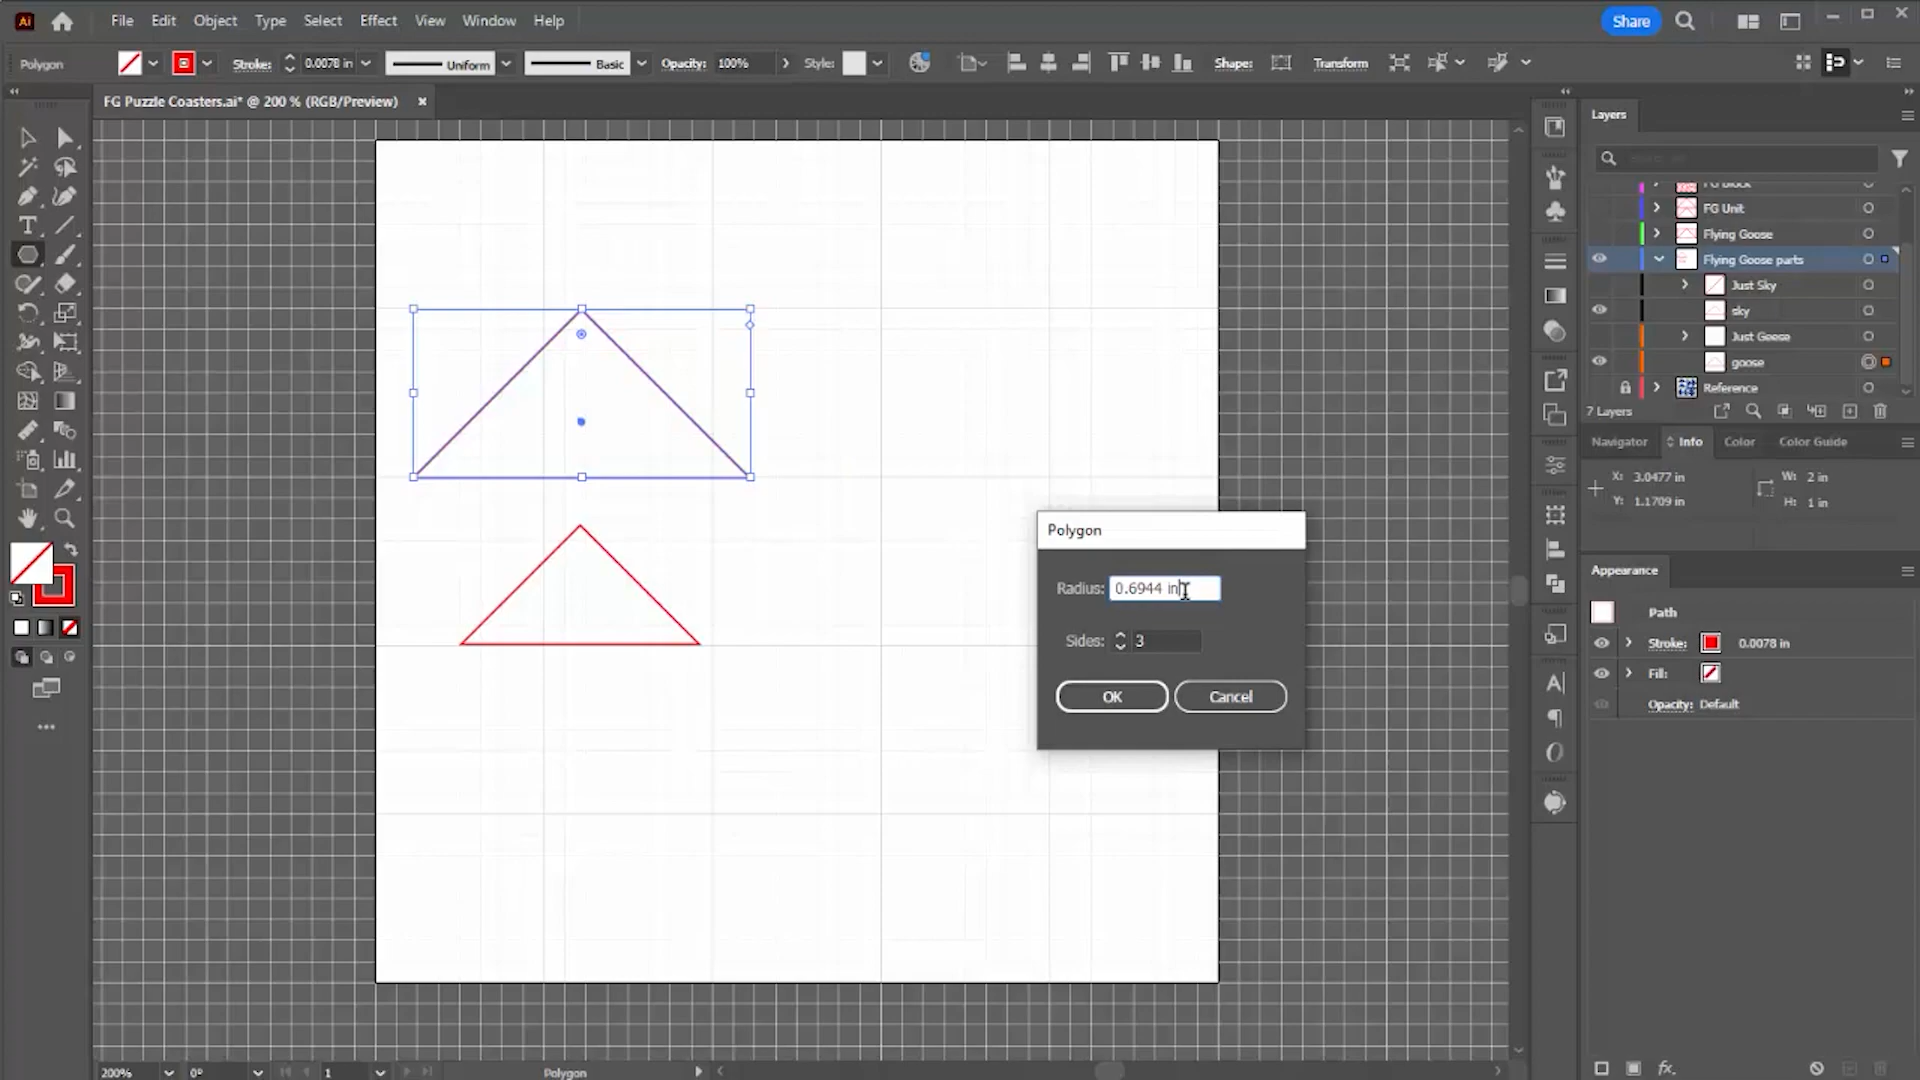 Ai File Edit Object Type Select Effect View Window Help Share
Polygon Stroke: 0.0078 in Uniform Basic Opacity: 100% Style: Shape: Transform
FG Puzzle Coasters.ai* @ 200 % (RGB/Preview) ×
Layers
FG Block
FG Unit
Flying Goose
Flying Goose parts
Just Sky
sky
Just Geese
goose
Reference
7 Layers
Navigator Info Color Color Guide
X: 3.0477 in W: 2 in
Y: 1.1709 in H: 1 in
Polygon
Radius: 0.6944 in
Sides: 3
OK Cancel
Appearance
Path
Stroke: 0.0078 in
Fill:
Opacity: Default
200% 0° 1 Polygon
fx